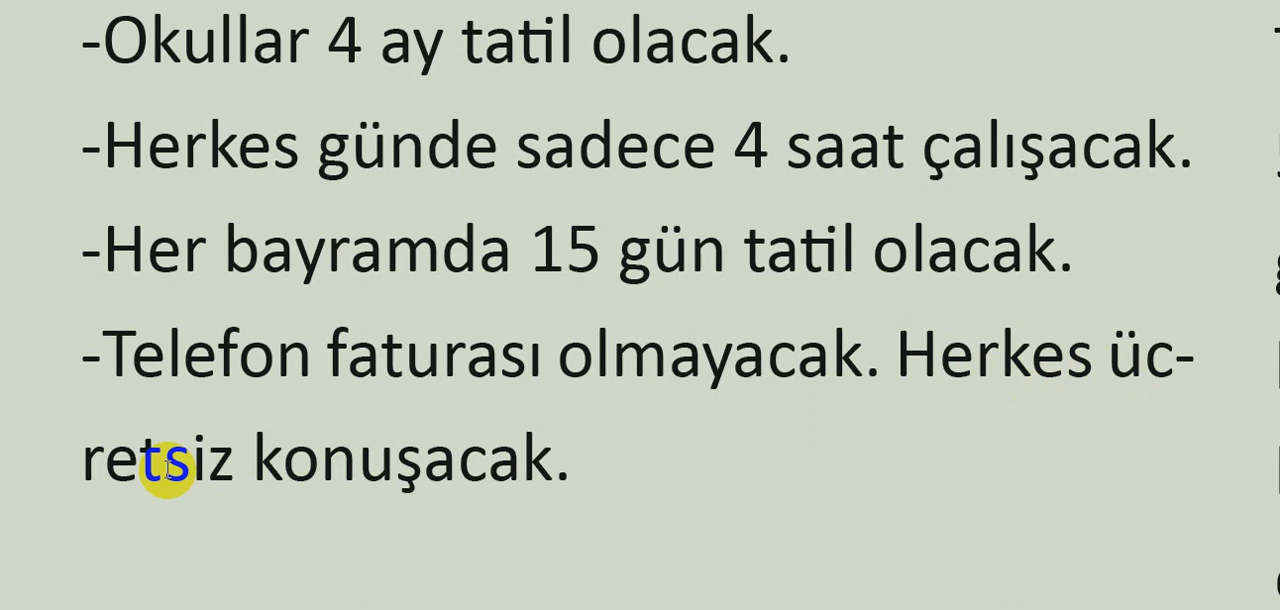 -Okullar 4 ay tatil olacak.
-Herkes günde sadece 4 saat çalışacak.
-Her bayramda 15 gün tatil olacak.
-Telefon faturası olmayacak. Herkes üc-
retsiz konuşacak.